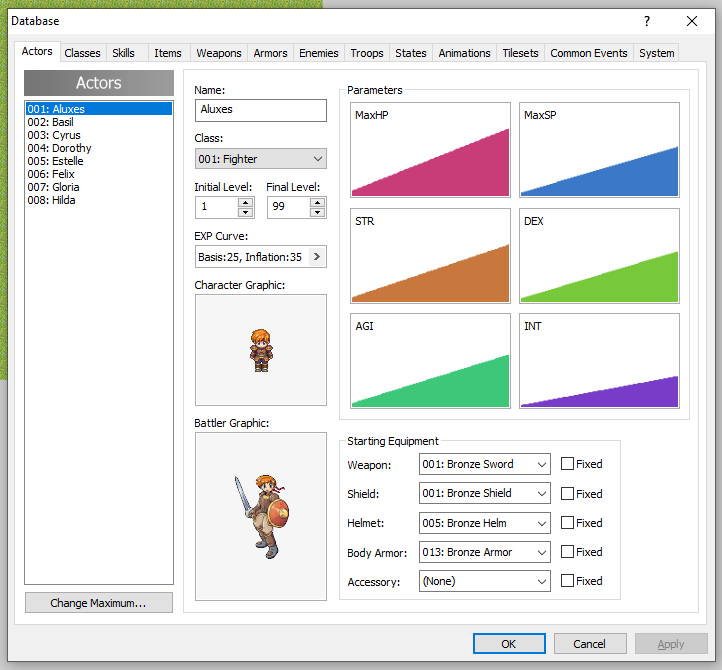 Database
Actors Classes Skills Items Weapons Armors Enemies Troops States Animations Tilesets Common Events System
Actors
001: Aluxes
002: Basil
003: Cyrus
004: Dorothy
005: Estelle
006: Felix
007: Gloria
008: Hilda
Change Maximum...
Name:
Aluxes
Class:
001: Fighter
Initial Level: Final Level:
1 99
EXP Curve:
Basis:25, Inflation:35
Character Graphic:
Battler Graphic:
Parameters
MaxHP MaxSP
STR DEX
AGI INT
Starting Equipment
Weapon: 001: Bronze Sword Fixed
Shield: 001: Bronze Shield Fixed
Helmet: 005: Bronze Helm Fixed
Body Armor: 013: Bronze Armor Fixed
Accessory: (None) Fixed
OK Cancel Apply